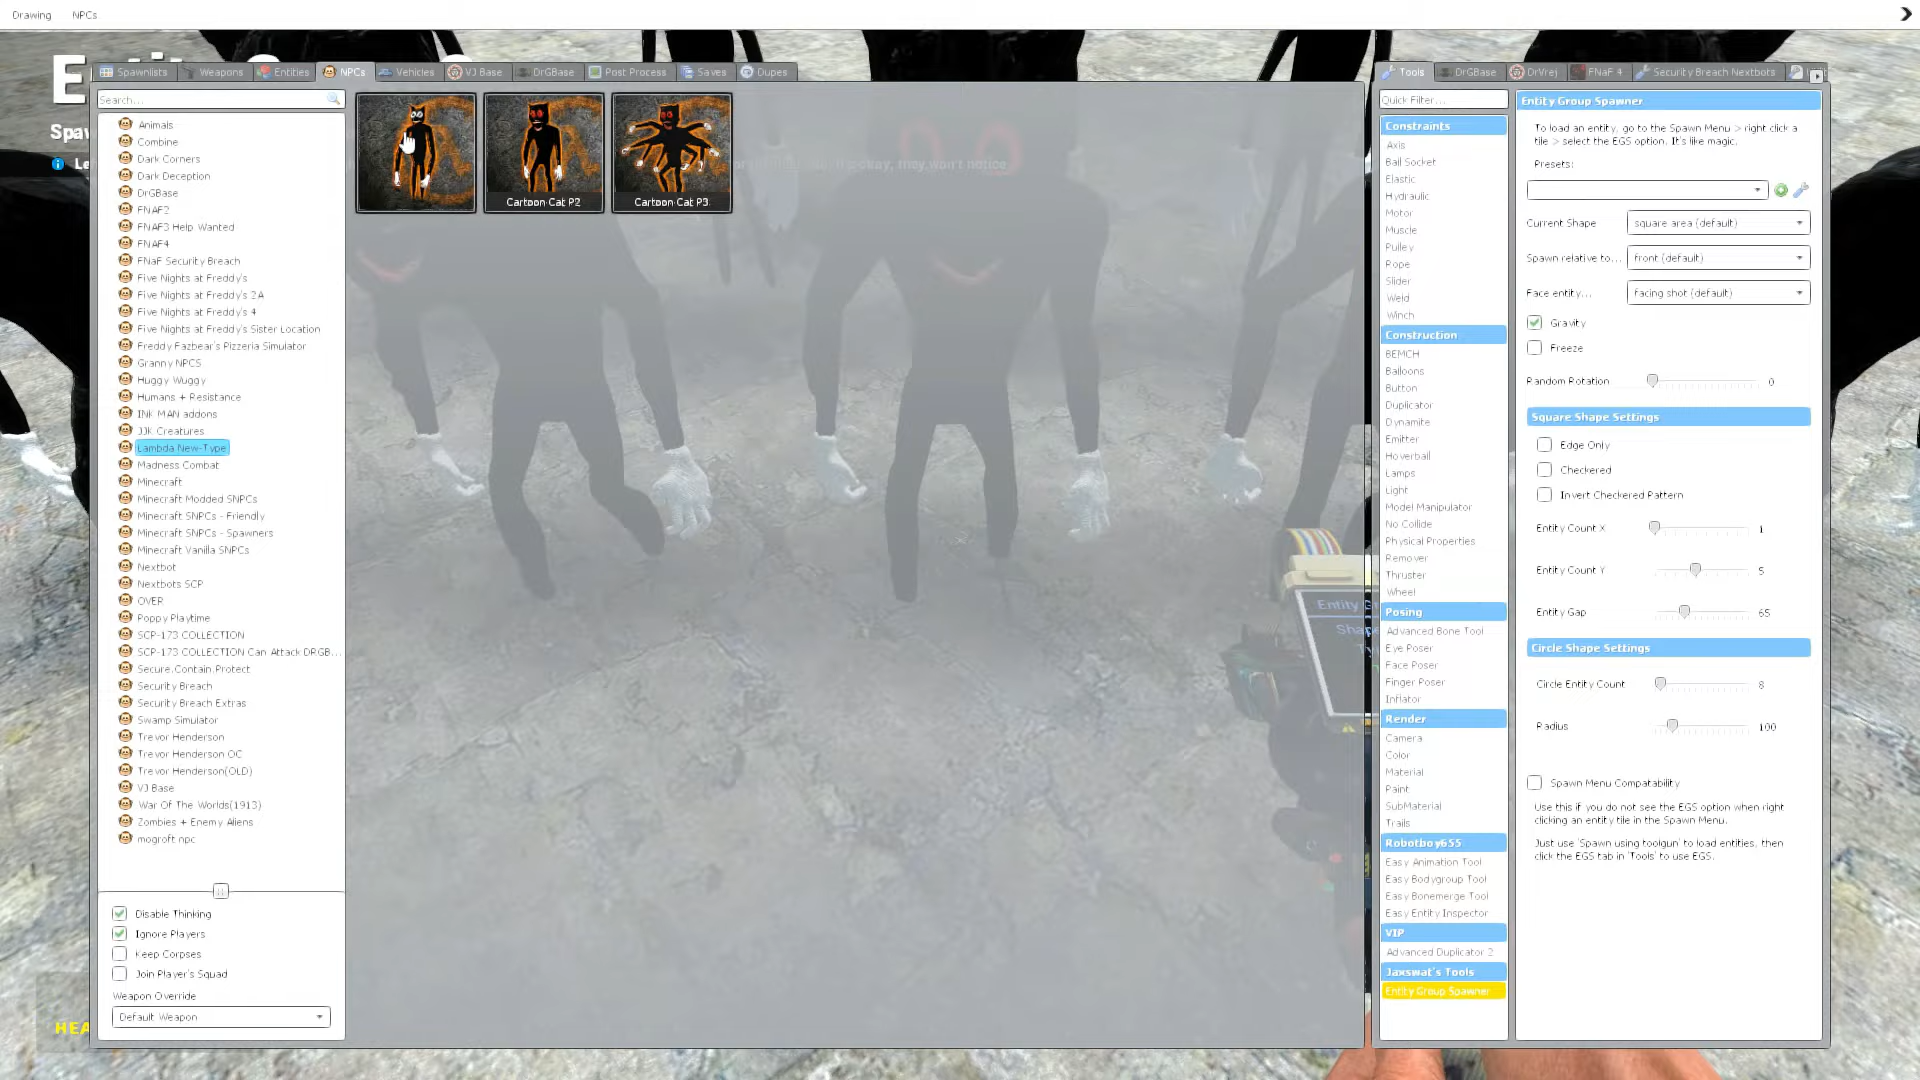 Drawing
NPCs
E
Spa
Le
okay, they won't notice
HEA
Spawnlists
Weapons
Entities
NPCs
Vehicles
VJ Base
DrGBase
Post Process
Saves
Dupes
Search...
Animals
Combine
Dark Corners
Dark Deception
DrGBase
FNAF2
FNAF3 Help Wanted
FNAF4
FNaF Security Breach
Five Nights at Freddy's
Five Nights at Freddy's 2A
Five Nights at Freddy's 4
Five Nights at Freddy's Sister Location
Freddy Fazbear's Pizzeria Simulator
Granny NPCS
Huggy Wuggy
Humans + Resistance
INK MAN addons
JJK Creatures
Lambda New-Type
Madness Combat
Minecraft
Minecraft Modded SNPCs
Minecraft SNPCs - Friendly
Minecraft SNPCs - Spawners
Minecraft Vanilla SNPCs
Nextbot
Nextbots SCP
OVER
Poppy Playtime
SCP-173 COLLECTION
SCP-173 COLLECTION Can Attack DRGB...
Secure.Contain.Protect
Security Breach
Security Breach Extras
Swamp Simulator
Trevor Henderson
Trevor Henderson OC
Trevor Henderson(OLD)
VJ Base
War Of The Worlds(1913)
Zombies + Enemy Aliens
mogroft npc
Disable Thinking
Ignore Players
Keep Corpses
Join Player's Squad
Weapon Override
Default Weapon
Cartoon Cat P2
Cartoon Cat P3
Entity G
Shape
Ty
Tools
DrGBase
DrVrej
FNaF 4
Security Breach Nextbots
Quick Filter...
Constraints
Axis
Ball Socket
Elastic
Hydraulic
Motor
Muscle
Pulley
Rope
Slider
Weld
Winch
Construction
BEMCH
Balloons
Button
Duplicator
Dynamite
Emitter
Hoverball
Lamps
Light
Model Manipulator
No Collide
Physical Properties
Remover
Thruster
Wheel
Posing
Advanced Bone Tool
Eye Poser
Face Poser
Finger Poser
Inflator
Render
Camera
Color
Material
Paint
SubMaterial
Trails
Robotboy655
Easy Animation Tool
Easy Bodygroup Tool
Easy Bonemerge Tool
Easy Entity Inspector
VIP
Advanced Duplicator 2
Jaxswat's Tools
Entity Group Spawner
Entity Group Spawner
To load an entity, go to the Spawn Menu > right click a
tile > select the EGS option. It's like magic.
Presets:
Current Shape
square area (default)
Spawn relative to...
front (default)
Face entity...
facing shot (default)
Gravity
Freeze
Random Rotation
0
Square Shape Settings
Edge Only
Checkered
Invert Checkered Pattern
Entity Count X
1
Entity Count Y
5
Entity Gap
65
Circle Shape Settings
Circle Entity Count
8
Radius
100
Spawn Menu Compatability
Use this if you do not see the EGS option when right
clicking an entity tile in the Spawn Menu.
Just use 'Spawn using toolgun' to load entities, then
click the EGS tab in 'Tools' to use EGS.